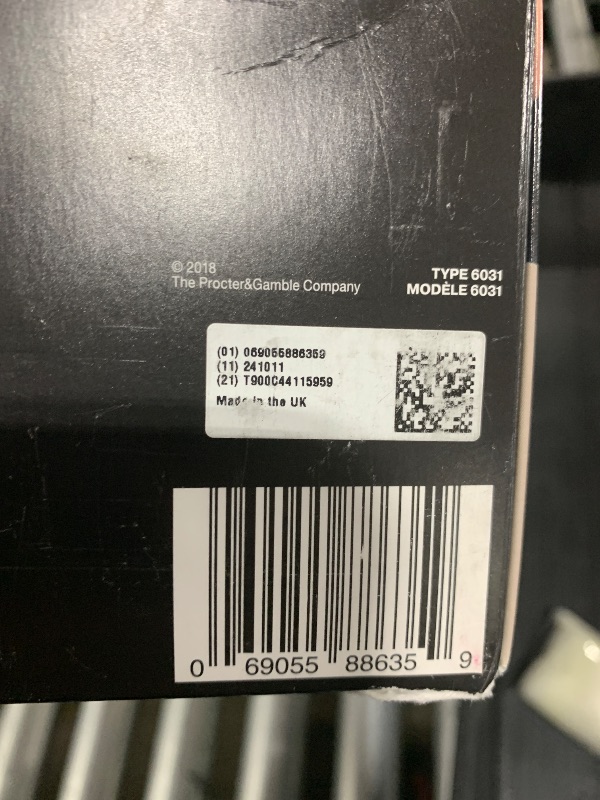 © 2018
The Procter&Gamble Company
TYPE 6031
MODÈLE 6031
(01) 069055886359
(11) 241011
(21) T900C44115959
Made in the UK
0 69055 88635 9